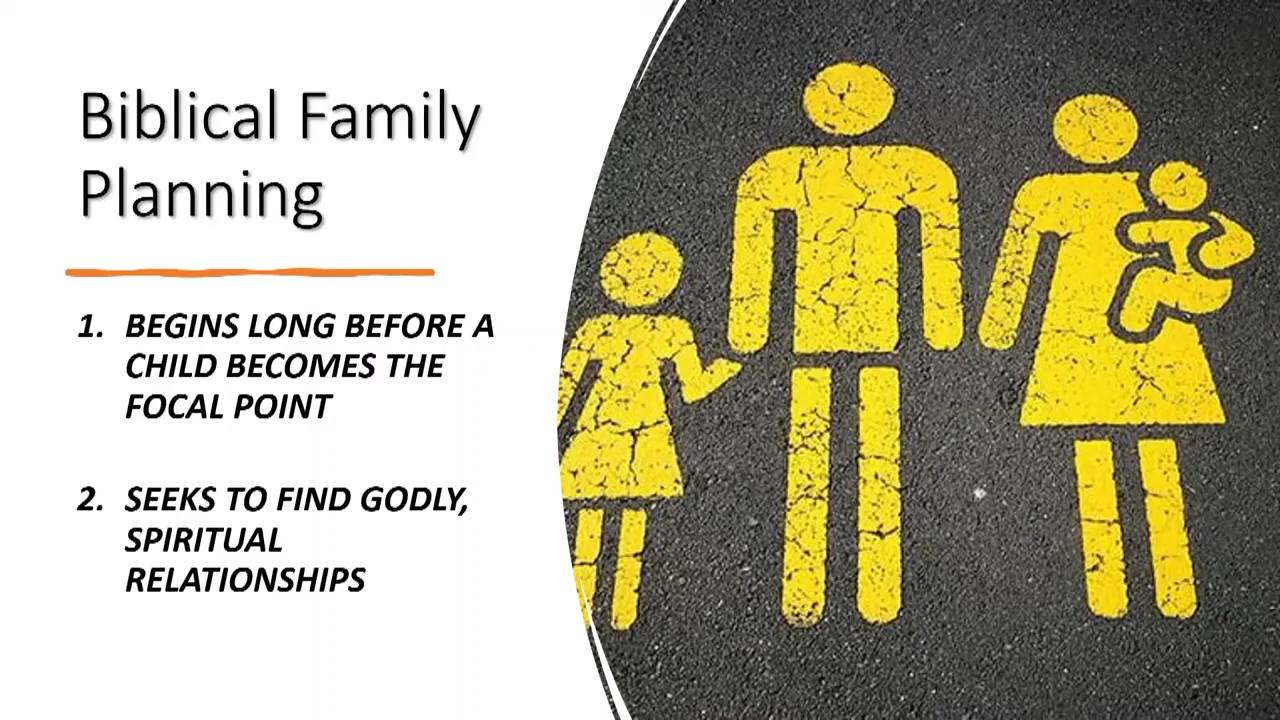 Biblical Family
Planning
1. BEGINS LONG BEFORE A
CHILD BECOMES THE
FOCAL POINT
2. SEEKS TO FIND GODLY,
SPIRITUAL
RELATIONSHIPS